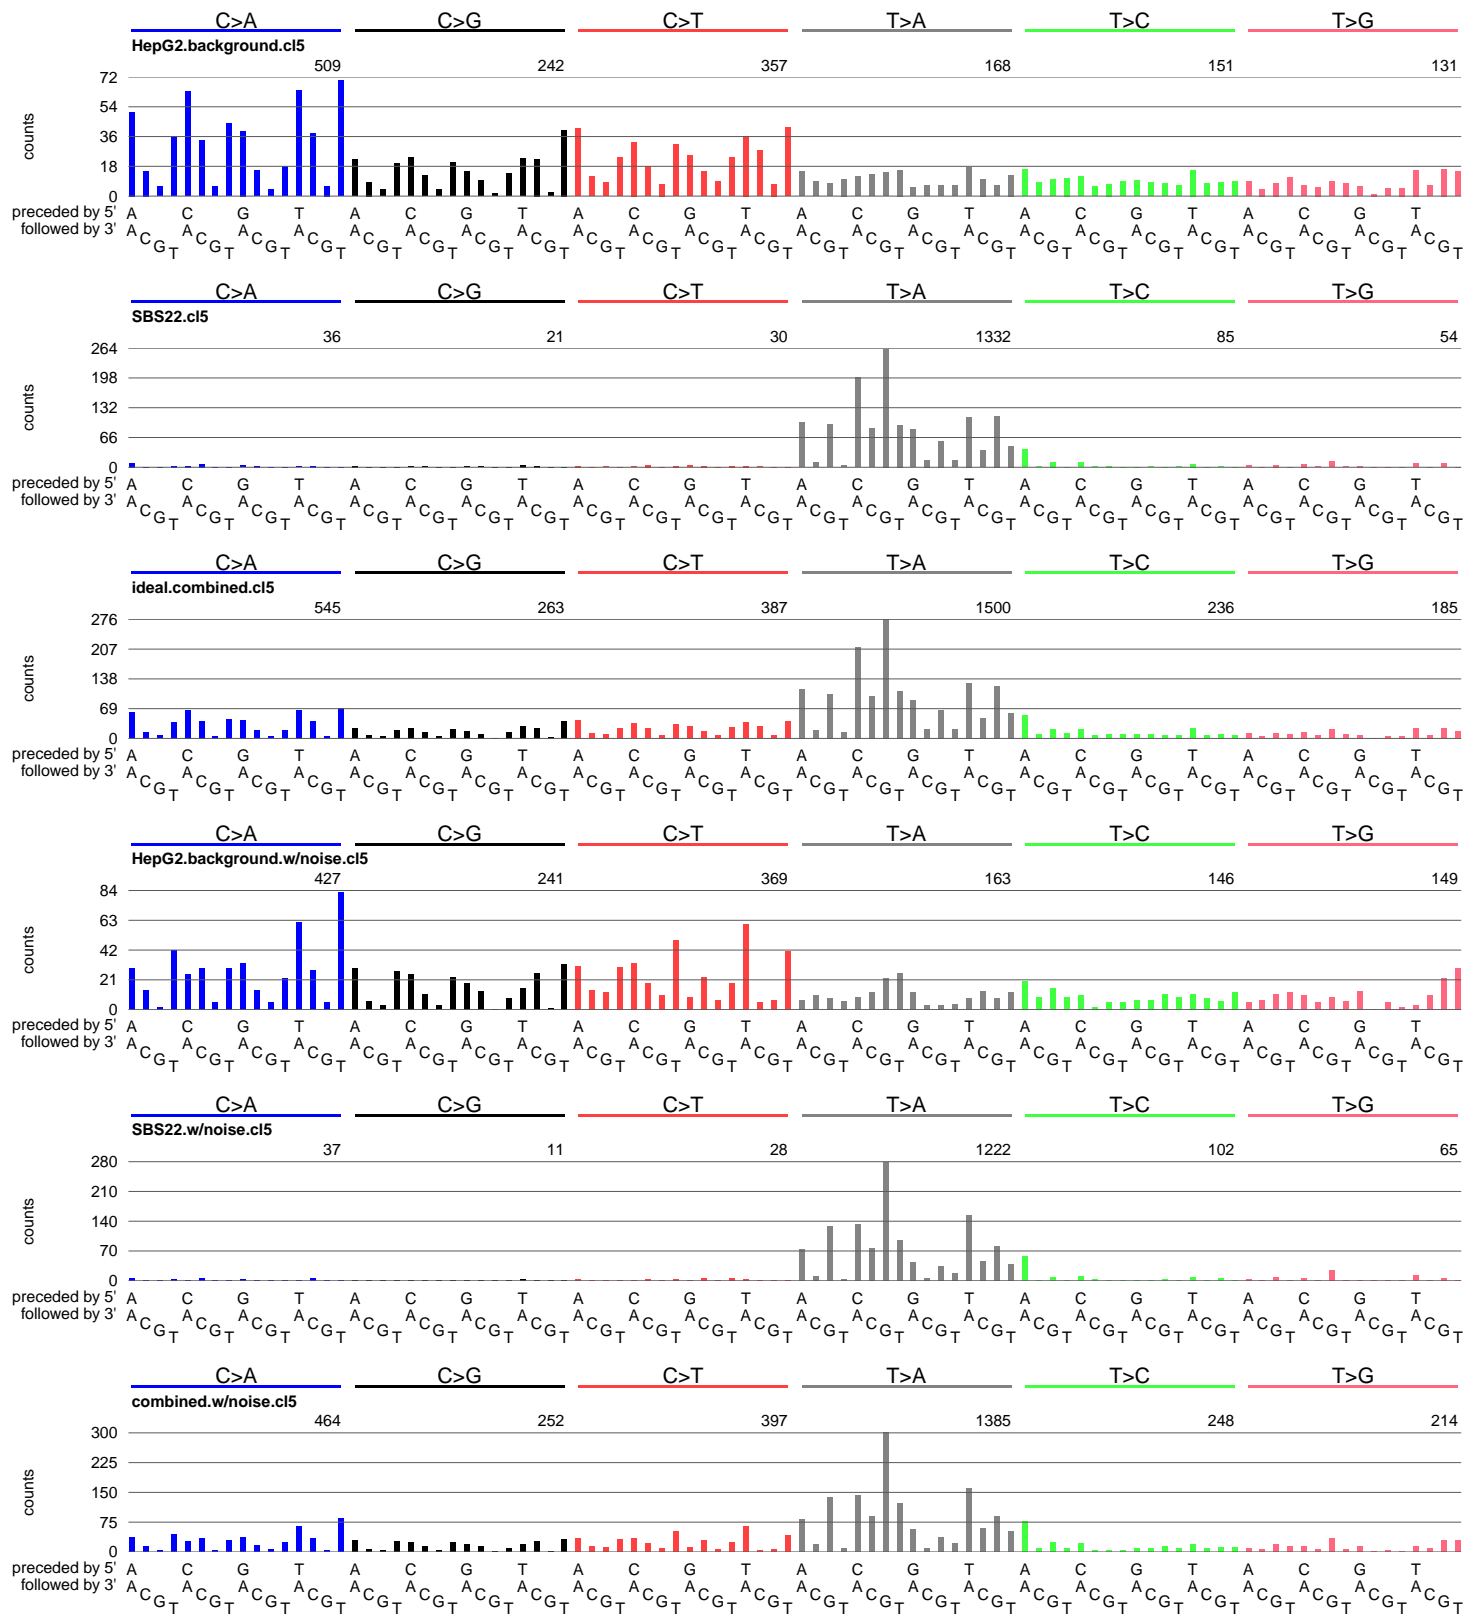 C>A C>G C>T T>A T>C T>G
HepG2.background.cl5
509 242 357 168 151 131
72
54
36
18
0
counts
preceded by 5' A C G T A C G T A C G T A C G T A C G T A C G T
followed by 3' A C G T A C G T A C G T A C G T A C G T A C G T A C G T A C G T A C G T A C G T A C G T A C G T A C G T A C G T A C G T A C G T A C G T A C G T A C G T A C G T A C G T A C G T A C G T A C G T
C>A C>G C>T T>A T>C T>G
SBS22.cl5
36 21 30 1332 85 54
264
198
132
66
0
counts
preceded by 5' A C G T A C G T A C G T A C G T A C G T A C G T
followed by 3' A C G T A C G T A C G T A C G T A C G T A C G T A C G T A C G T A C G T A C G T A C G T A C G T A C G T A C G T A C G T A C G T A C G T A C G T A C G T A C G T A C G T A C G T A C G T A C G T
C>A C>G C>T T>A T>C T>G
ideal.combined.cl5
545 263 387 1500 236 185
276
207
138
69
0
counts
preceded by 5' A C G T A C G T A C G T A C G T A C G T A C G T
followed by 3' A C G T A C G T A C G T A C G T A C G T A C G T A C G T A C G T A C G T A C G T A C G T A C G T A C G T A C G T A C G T A C G T A C G T A C G T A C G T A C G T A C G T A C G T A C G T A C G T
C>A C>G C>T T>A T>C T>G
HepG2.background.w/noise.cl5
427 241 369 163 146 149
84
63
42
21
0
counts
preceded by 5' A C G T A C G T A C G T A C G T A C G T A C G T
followed by 3' A C G T A C G T A C G T A C G T A C G T A C G T A C G T A C G T A C G T A C G T A C G T A C G T A C G T A C G T A C G T A C G T A C G T A C G T A C G T A C G T A C G T A C G T A C G T A C G T
C>A C>G C>T T>A T>C T>G
SBS22.w/noise.cl5
37 11 28 1222 102 65
280
210
140
70
0
counts
preceded by 5' A C G T A C G T A C G T A C G T A C G T A C G T
followed by 3' A C G T A C G T A C G T A C G T A C G T A C G T A C G T A C G T A C G T A C G T A C G T A C G T A C G T A C G T A C G T A C G T A C G T A C G T A C G T A C G T A C G T A C G T A C G T A C G T
C>A C>G C>T T>A T>C T>G
combined.w/noise.cl5
464 252 397 1385 248 214
300
225
150
75
0
counts
preceded by 5' A C G T A C G T A C G T A C G T A C G T A C G T
followed by 3' A C G T A C G T A C G T A C G T A C G T A C G T A C G T A C G T A C G T A C G T A C G T A C G T A C G T A C G T A C G T A C G T A C G T A C G T A C G T A C G T A C G T A C G T A C G T A C G T